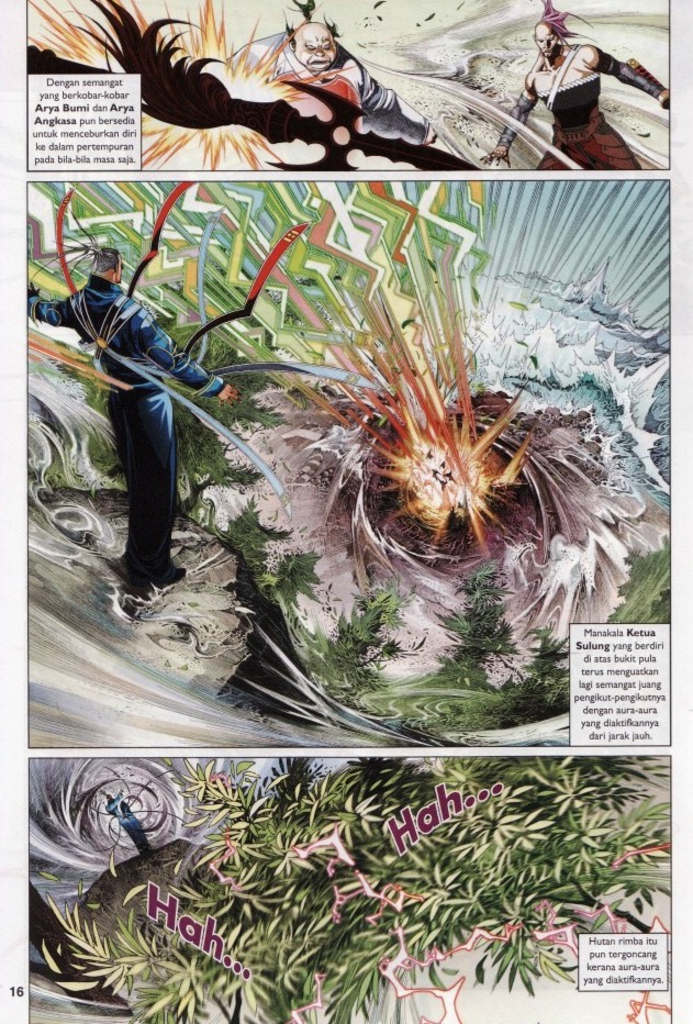 Dengan semangat
yang berkobar-kobar
Arya Bumi dan Arya
Angkasa pun bersedia
untuk menceburkan diri
ke dalam pertempuran
pada bila-bila masa saja.
Manakala Ketua
Sulung yang berdiri
di atas bukit pula
terus menguatkan
lagi semangat juang
pengikut-pengikutnya
dengan aura-aura
yang diaktifkannya
dari jarak jauh.
Hah...
Hah...
Hutan rimba itu
pun tergoncang
kerana aura-aura
yang diaktifkannya.
16